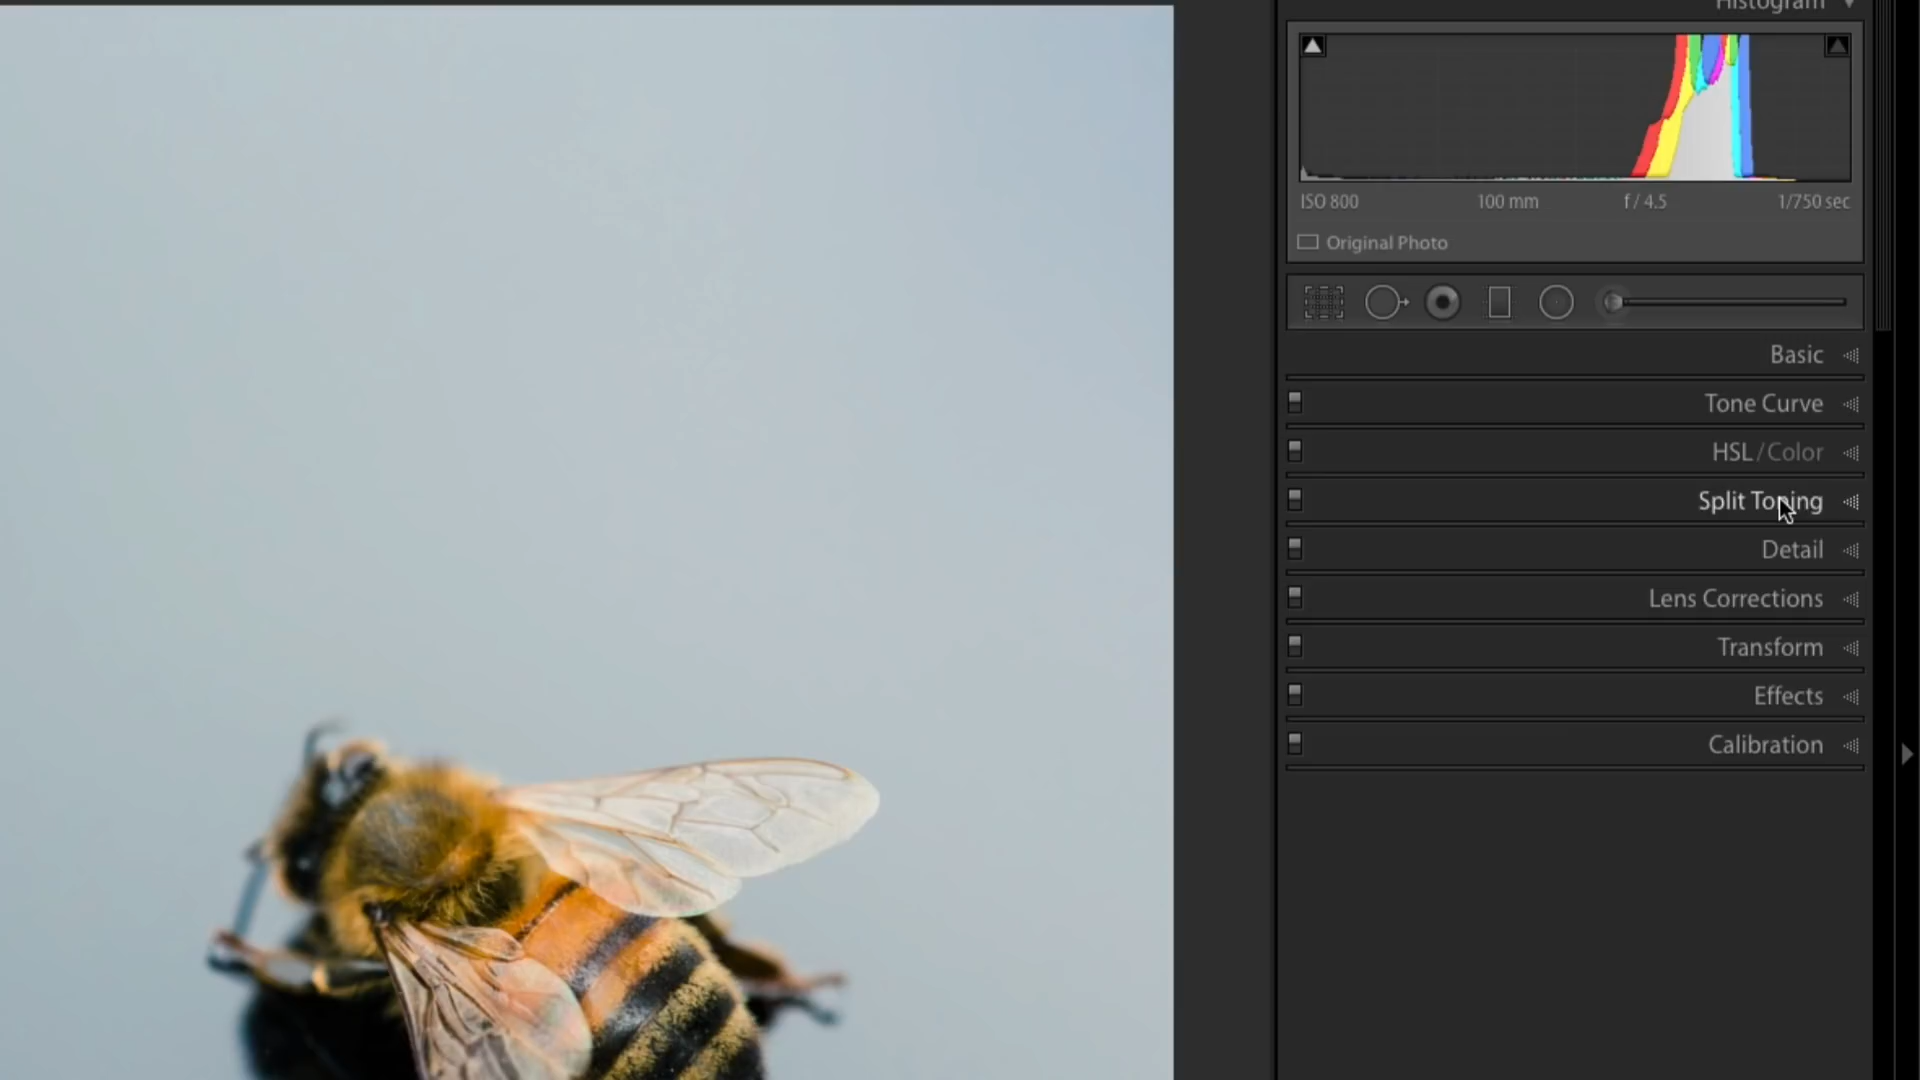 Histogram
ISO 800 100 mm f / 4.5 1/750 sec
Original Photo
Basic
Tone Curve
HSL / Color
Split Toning
Detail
Lens Corrections
Transform
Effects
Calibration